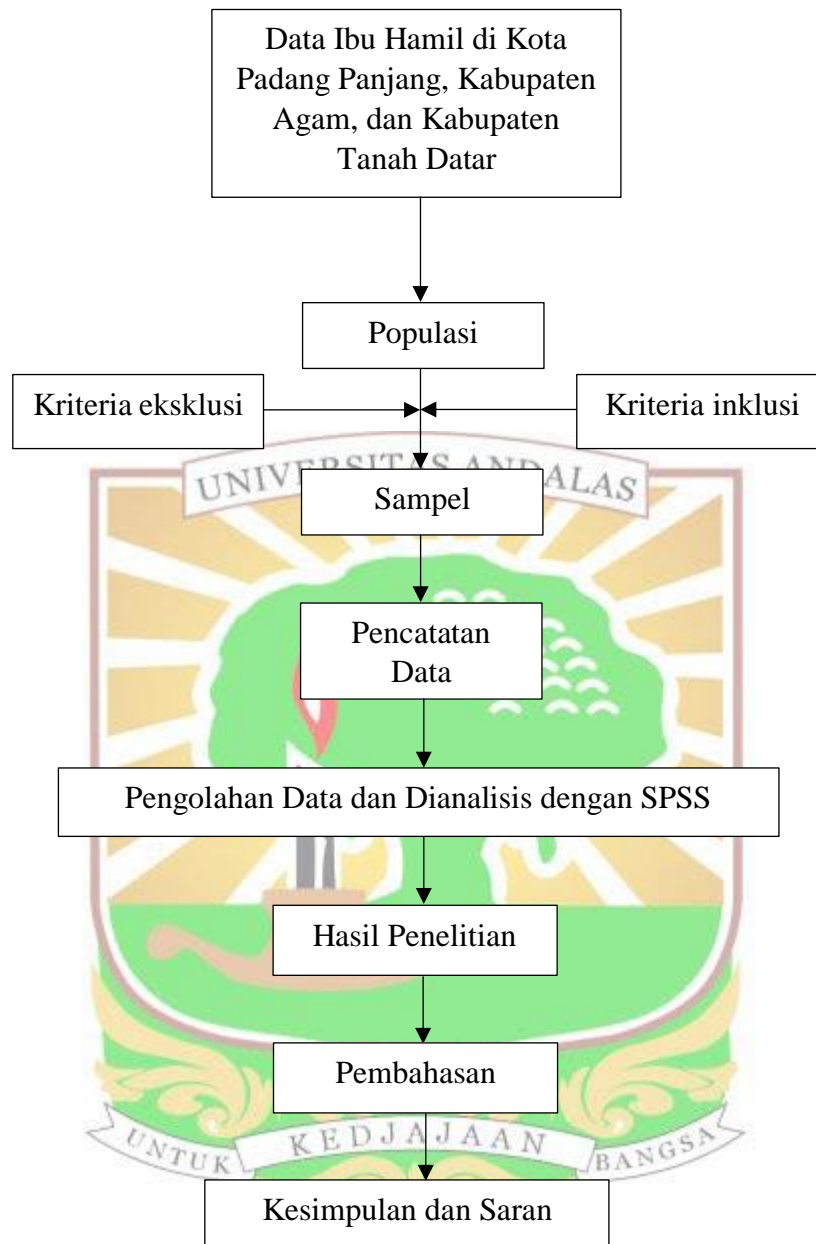 Data Ibu Hamil di Kota
Padang Panjang, Kabupaten
Agam, dan Kabupaten
Tanah Datar
Populasi
Kriteria eksklusi
Kriteria inklusi
UNIVERSITAS ANDALAS
Sampel
Pencatatan
Data
Pengolahan Data dan Dianalisis dengan SPSS
Hasil Penelitian
Pembahasan
UNTUK KEDJAJAAN BANGSA
Kesimpulan dan Saran